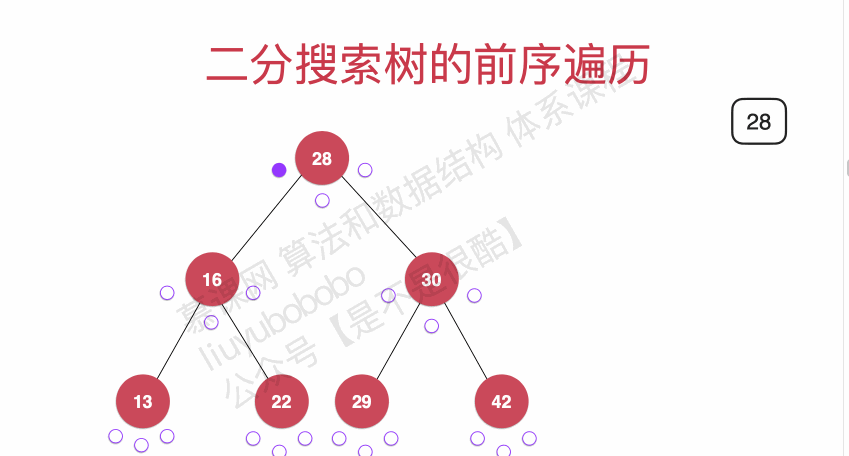 二分搜索树的前序遍历
28
28
16
30
13
22
29
42
慕课网 算法和数据结构 体系课程
liuyubobobo
公众号【是不是很酷】